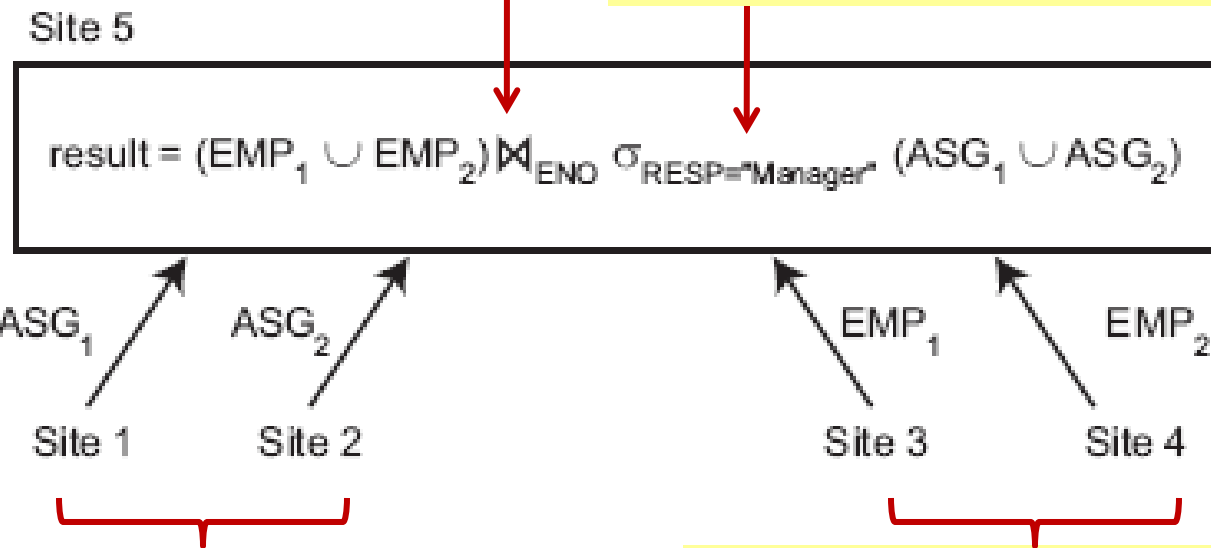 Site 5
result = (EMP₁ ∪ EMP₂) ⋈ENO σRESP="Manager" (ASG₁ ∪ ASG₂)
ASG₁ ASG₂ EMP₁ EMP₂
Site 1 Site 2 Site 3 Site 4